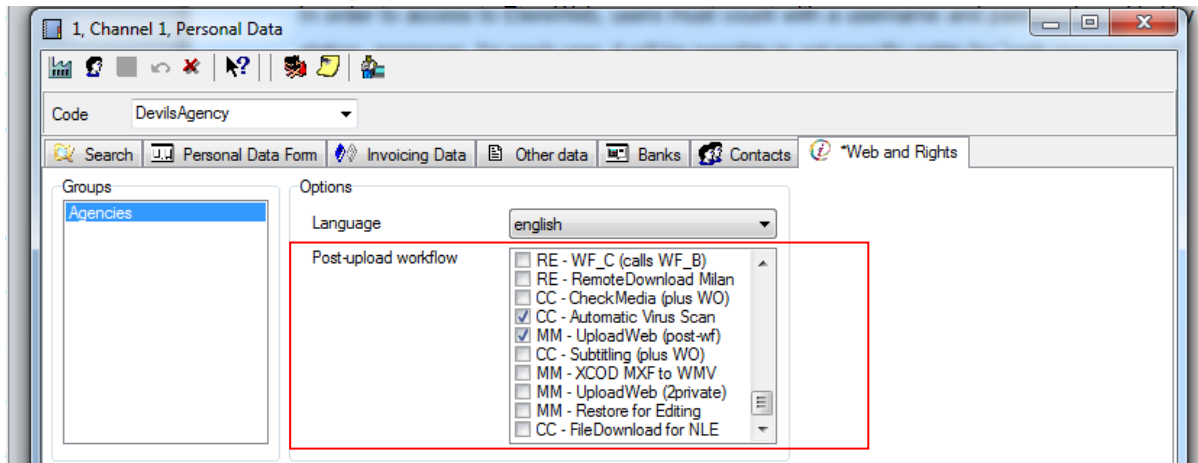 1, Channel 1, Personal Data
Code DevilsAgency
Search Personal Data Form Invoicing Data Other data Banks Contacts *Web and Rights
Groups Options
Agencies
Language english
Post-upload workflow
RE - WF_C (calls WF_B)
RE - RemoteDownload Milan
CC - CheckMedia (plus WO)
CC - Automatic Virus Scan
MM - UploadWeb (post-wf)
CC - Subtitling (plus WO)
MM - XCOD MXF to WMV
MM - UploadWeb (2private)
MM - Restore for Editing
CC - FileDownload for NLE